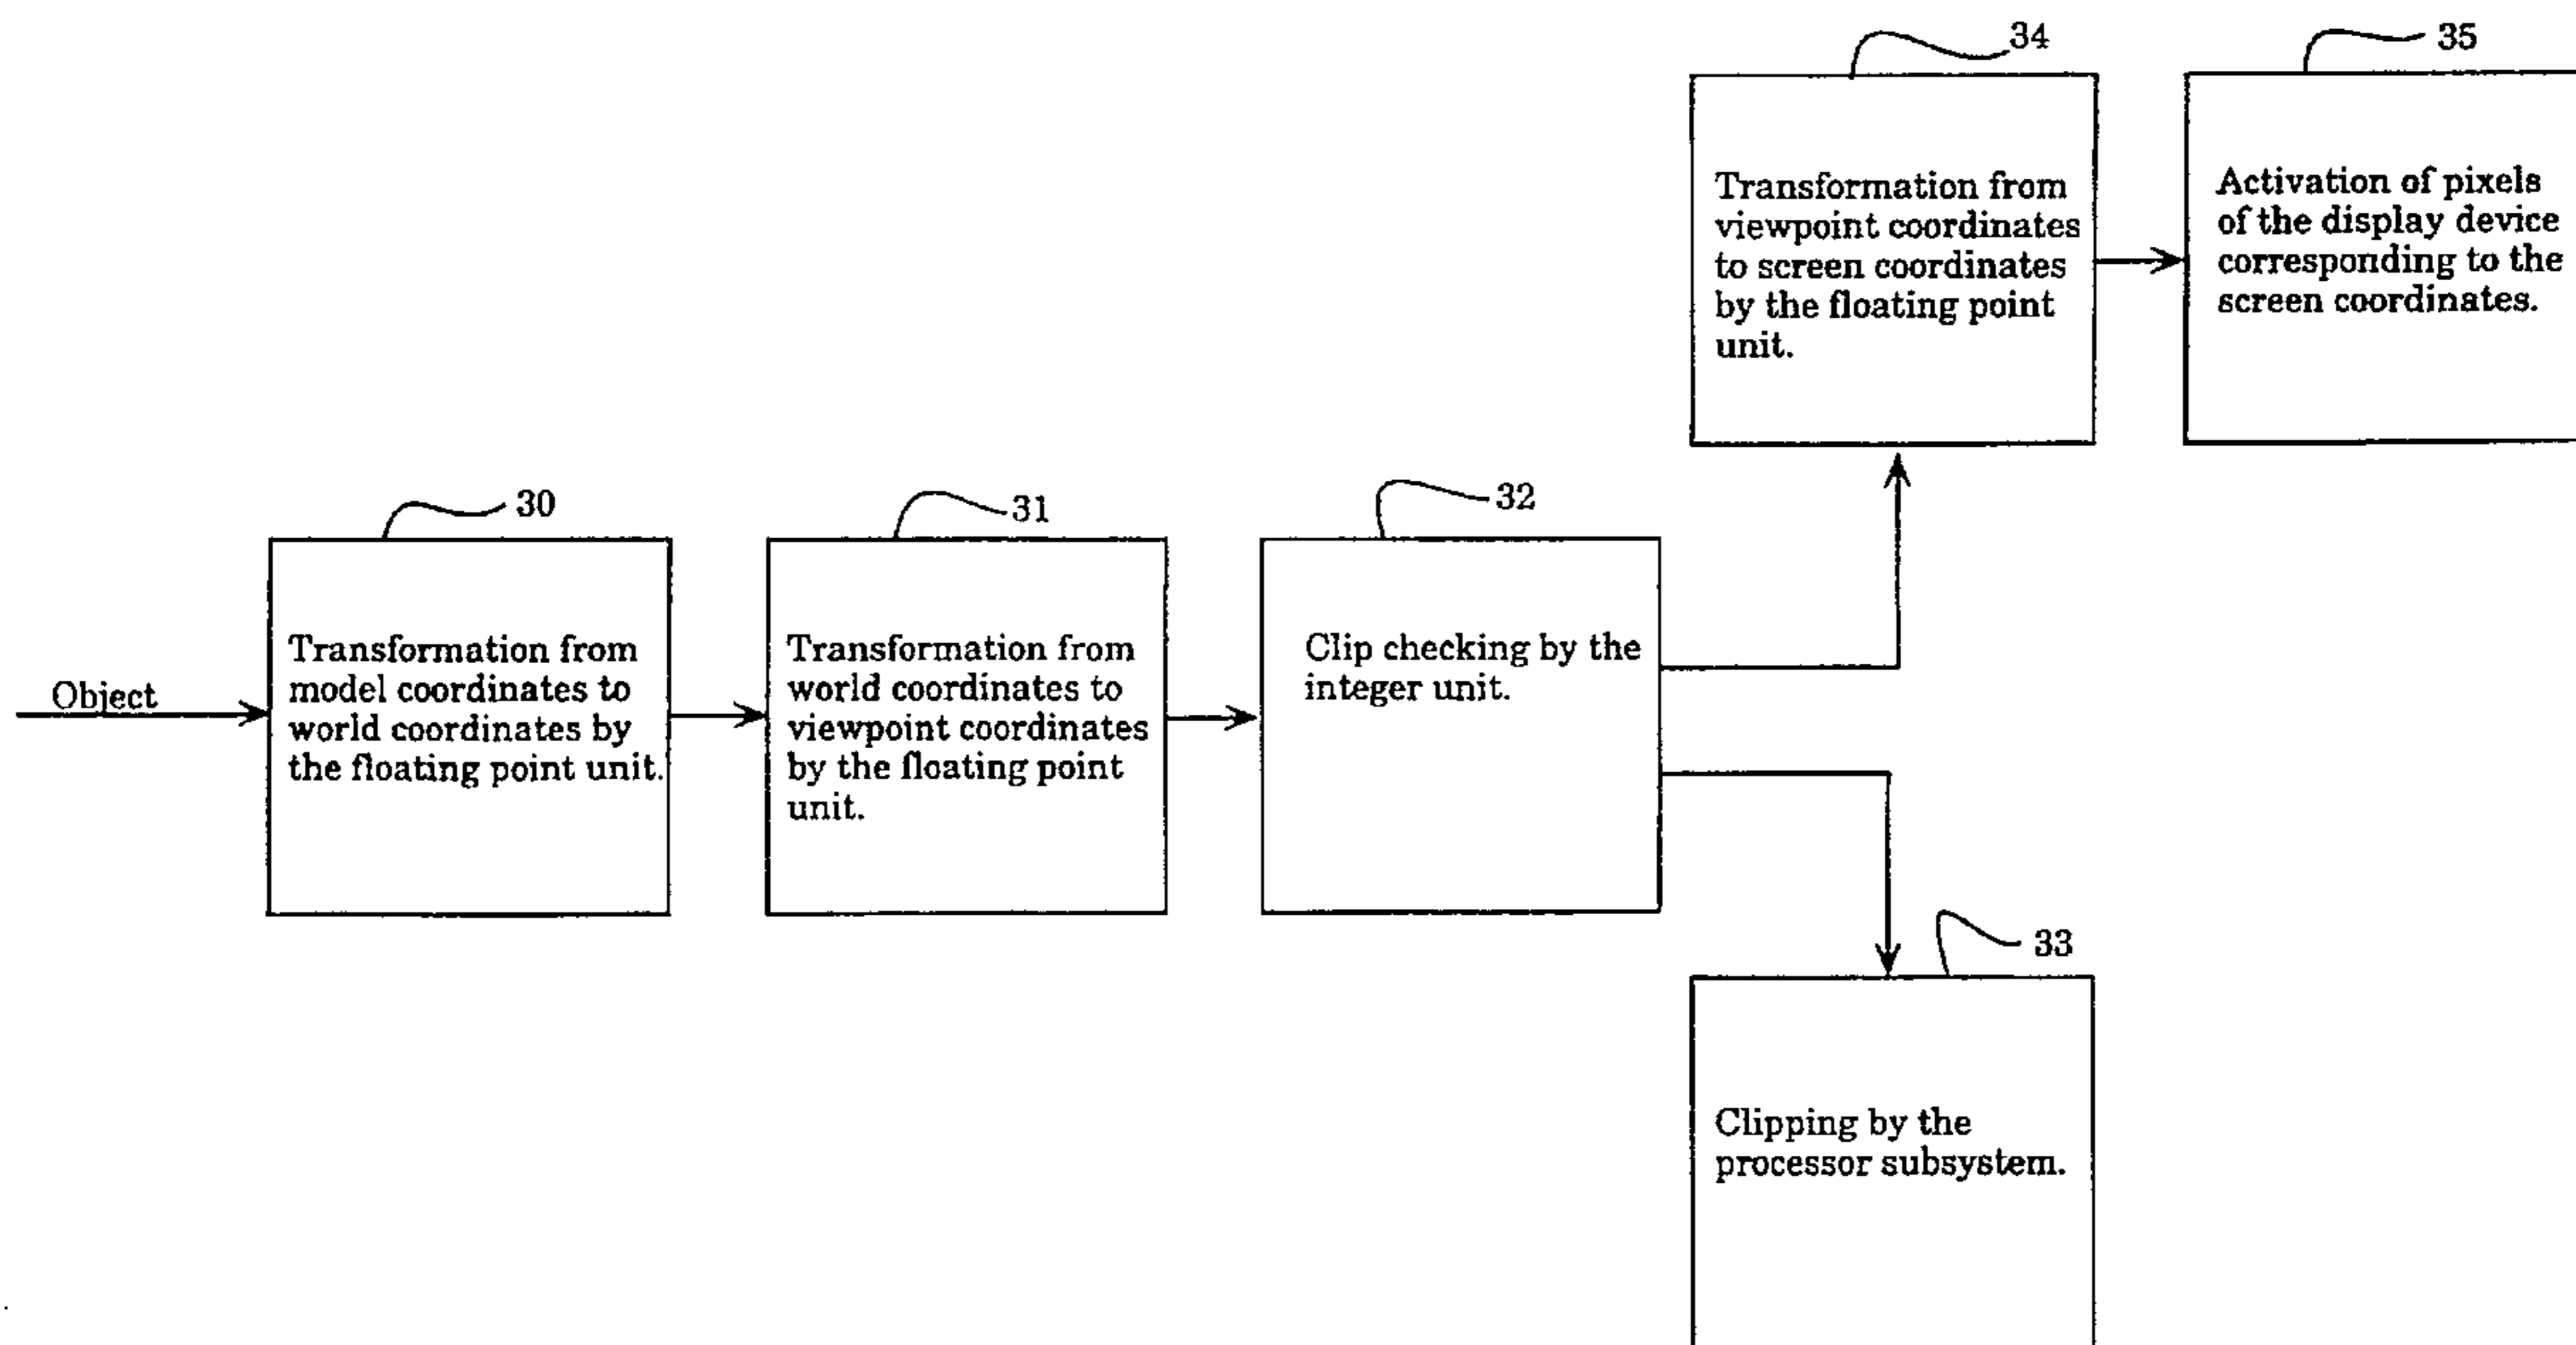 34
35
Transformation from
viewpoint coordinates
to screen coordinates
by the floating point
unit.
Activation of pixels
of the display device
corresponding to the
screen coordinates.
30
31
32
Object
Transformation from
model coordinates to
world coordinates by
the floating point unit.
Transformation from
world coordinates to
viewpoint coordinates
by the floating point
unit.
Clip checking by the
integer unit.
33
Clipping by the
processor subsystem.